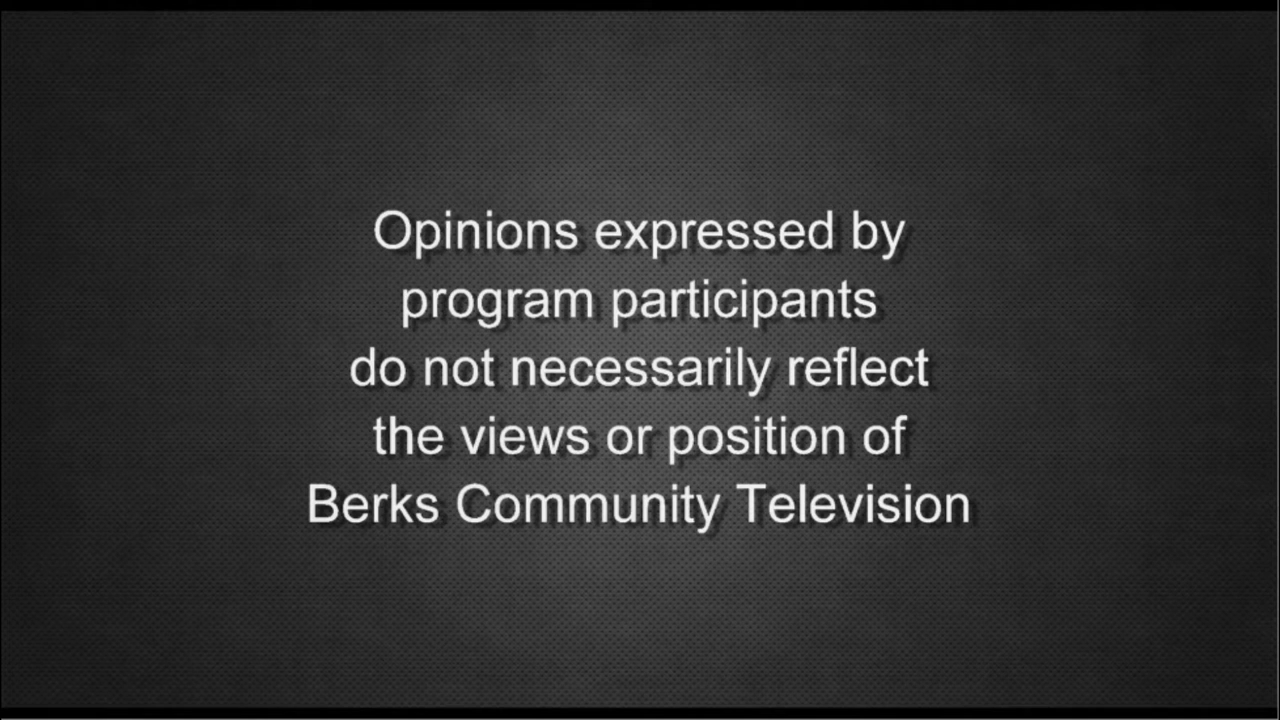 Opinions expressed by
program participants
do not necessarily reflect
the views or position of
Berks Community Television